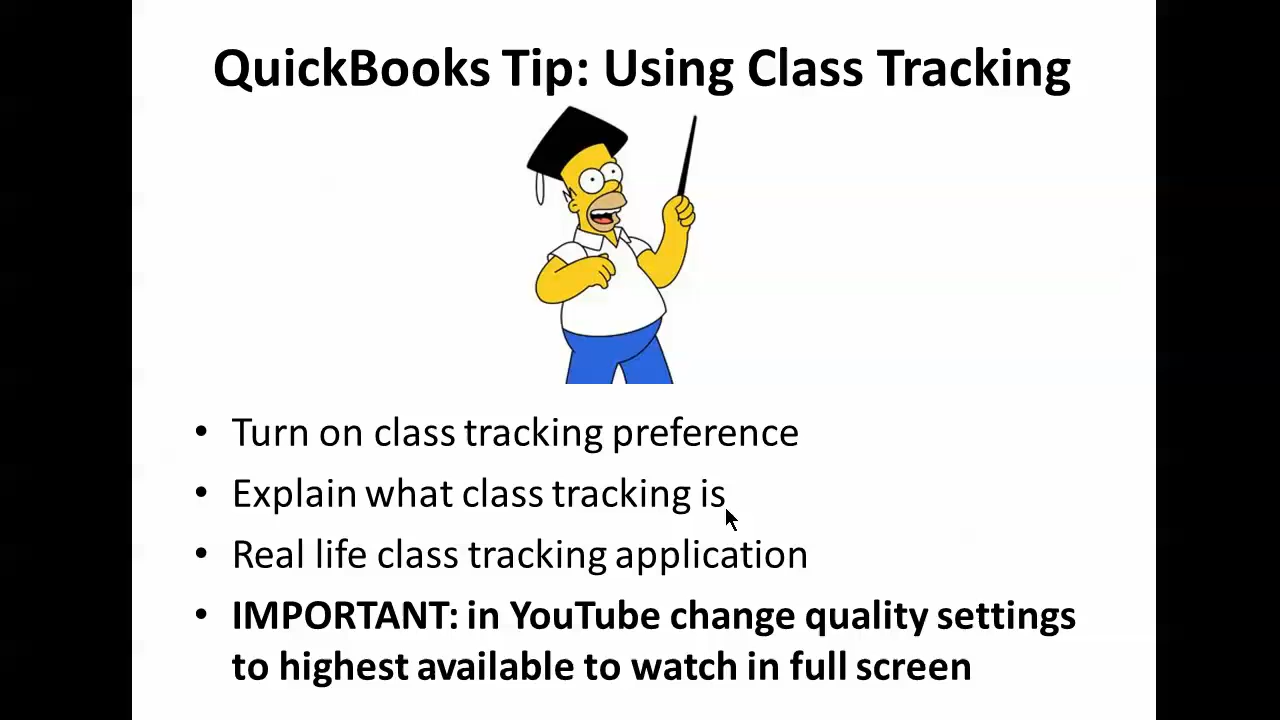 QuickBooks Tip: Using Class Tracking
• Turn on class tracking preference
• Explain what class tracking is
• Real life class tracking application
• IMPORTANT: in YouTube change quality settings
to highest available to watch in full screen